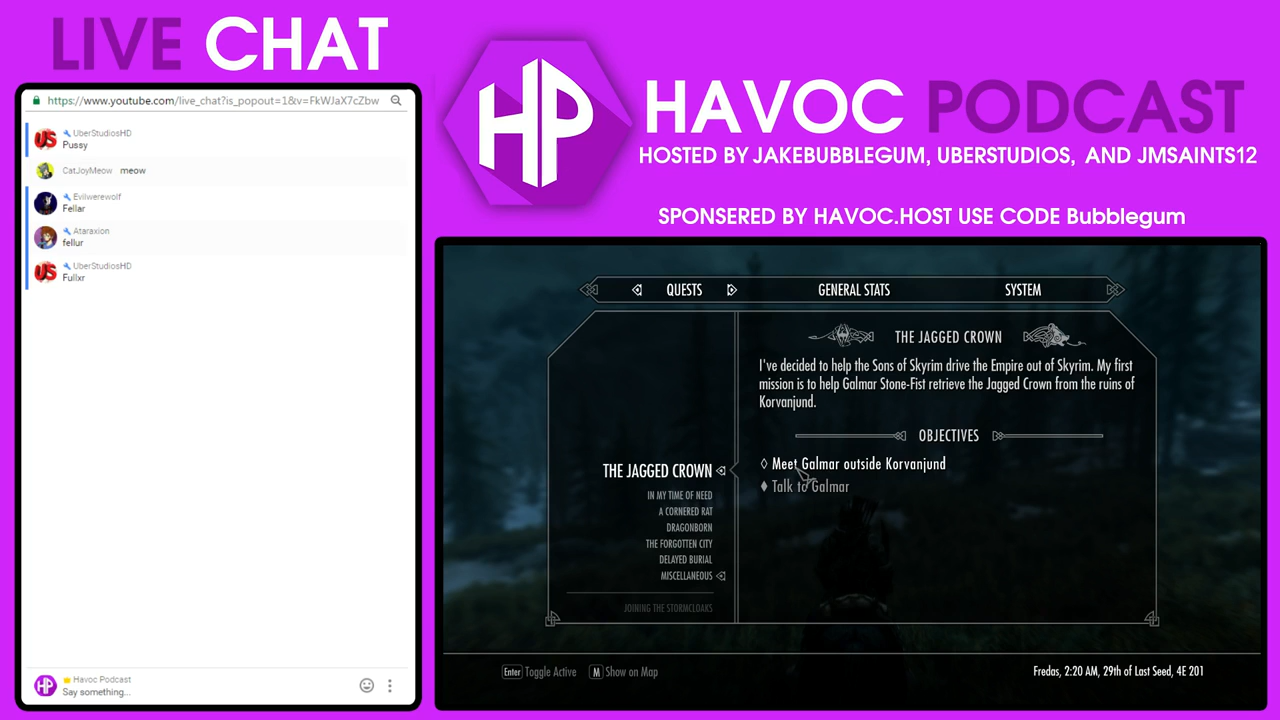 LIVE CHAT
https://www.youtube.com/live_chat?is_popout=1&v=FkWJaX7cZbw
UberStudiosHD
Pussy
CatJoyMeow meow
Evilwerewolf
Fellar
Ataraxion
fellur
UberStudiosHD
Fullxr
Havoc Podcast
Say something...
HP
HAVOC PODCAST
HOSTED BY JAKEBUBBLEGUM, UBERSTUDIOS, AND JMSAINTS12
SPONSERED BY HAVOC.HOST USE CODE Bubblegum
QUESTS GENERAL STATS SYSTEM
THE JAGGED CROWN
IN MY TIME OF NEED
A CORNERED RAT
DRAGONBORN
THE FORGOTTEN CITY
DELAYED BURIAL
MISCELLANEOUS
JOINING THE STORMCLOAKS
THE JAGGED CROWN
I've decided to help the Sons of Skyrim drive the Empire out of Skyrim. My first
mission is to help Galmar Stone-Fist retrieve the Jagged Crown from the ruins of
Korvanjund.
OBJECTIVES
Meet Galmar outside Korvanjund
Talk to Galmar
Enter Toggle Active M Show on Map
Fredas, 2:20 AM, 29th of Last Seed, 4E 201
US
US
HP